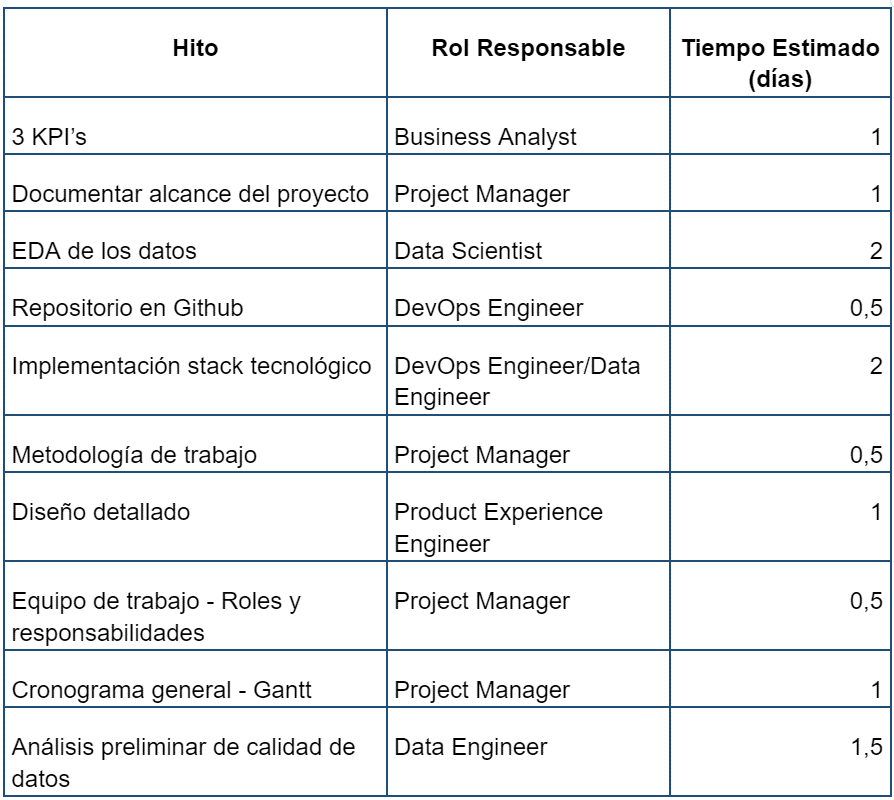 Hito Rol Responsable Tiempo Estimado
(días)
3 KPI’s Business Analyst 1
Documentar alcance del proyecto Project Manager 1
EDA de los datos Data Scientist 2
Repositorio en Github DevOps Engineer 0,5
Implementación stack tecnológico DevOps Engineer/Data 2
Engineer
Metodología de trabajo Project Manager 0,5
Diseño detallado Product Experience 1
Engineer
Equipo de trabajo - Roles y Project Manager 0,5
responsabilidades
Cronograma general - Gantt Project Manager 1
Análisis preliminar de calidad de Data Engineer 1,5
datos